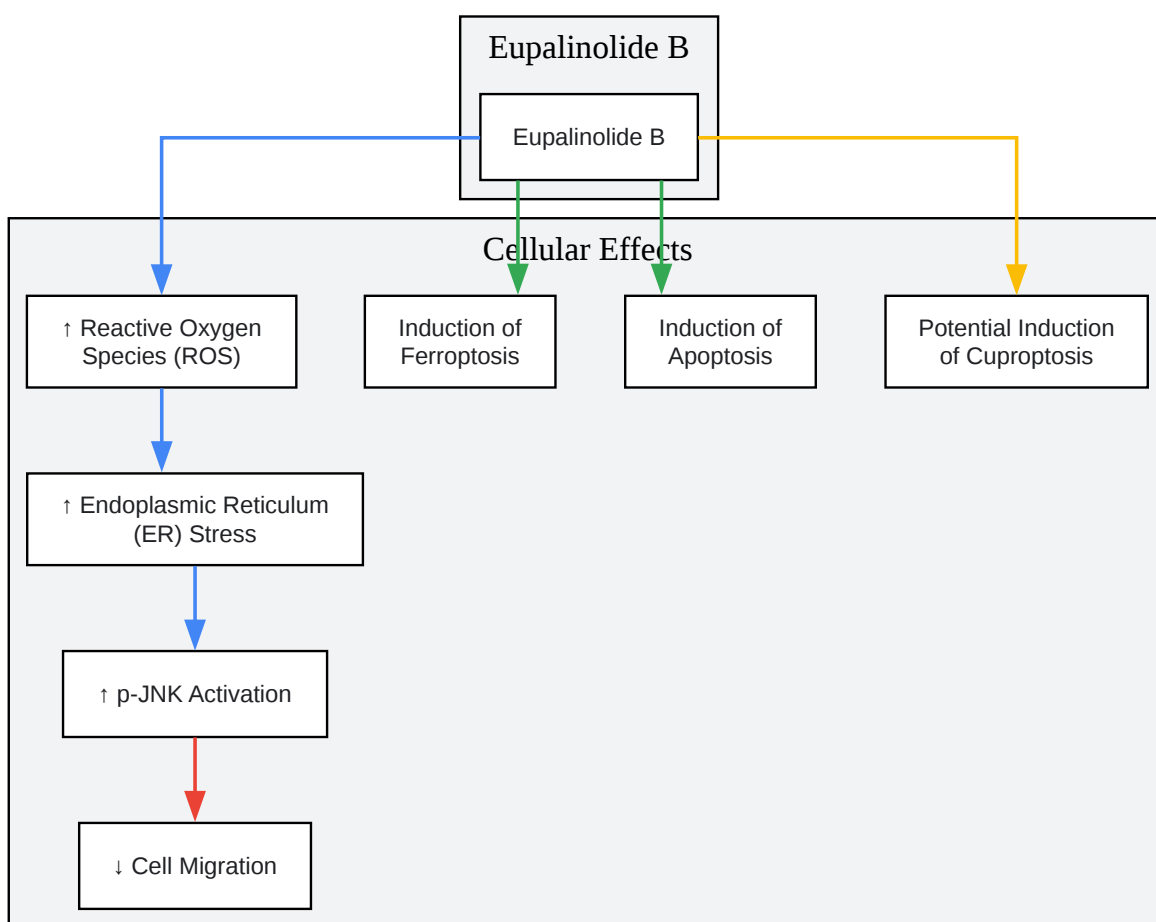 Eupalinolide B
Eupalinolide B
Cellular Effects
↑ Reactive Oxygen
Species (ROS)
Induction of
Ferroptosis
Induction of
Apoptosis
Potential Induction
of Cuproptosis
↑ Endoplasmic Reticulum
(ER) Stress
↑ p-JNK Activation
↓ Cell Migration